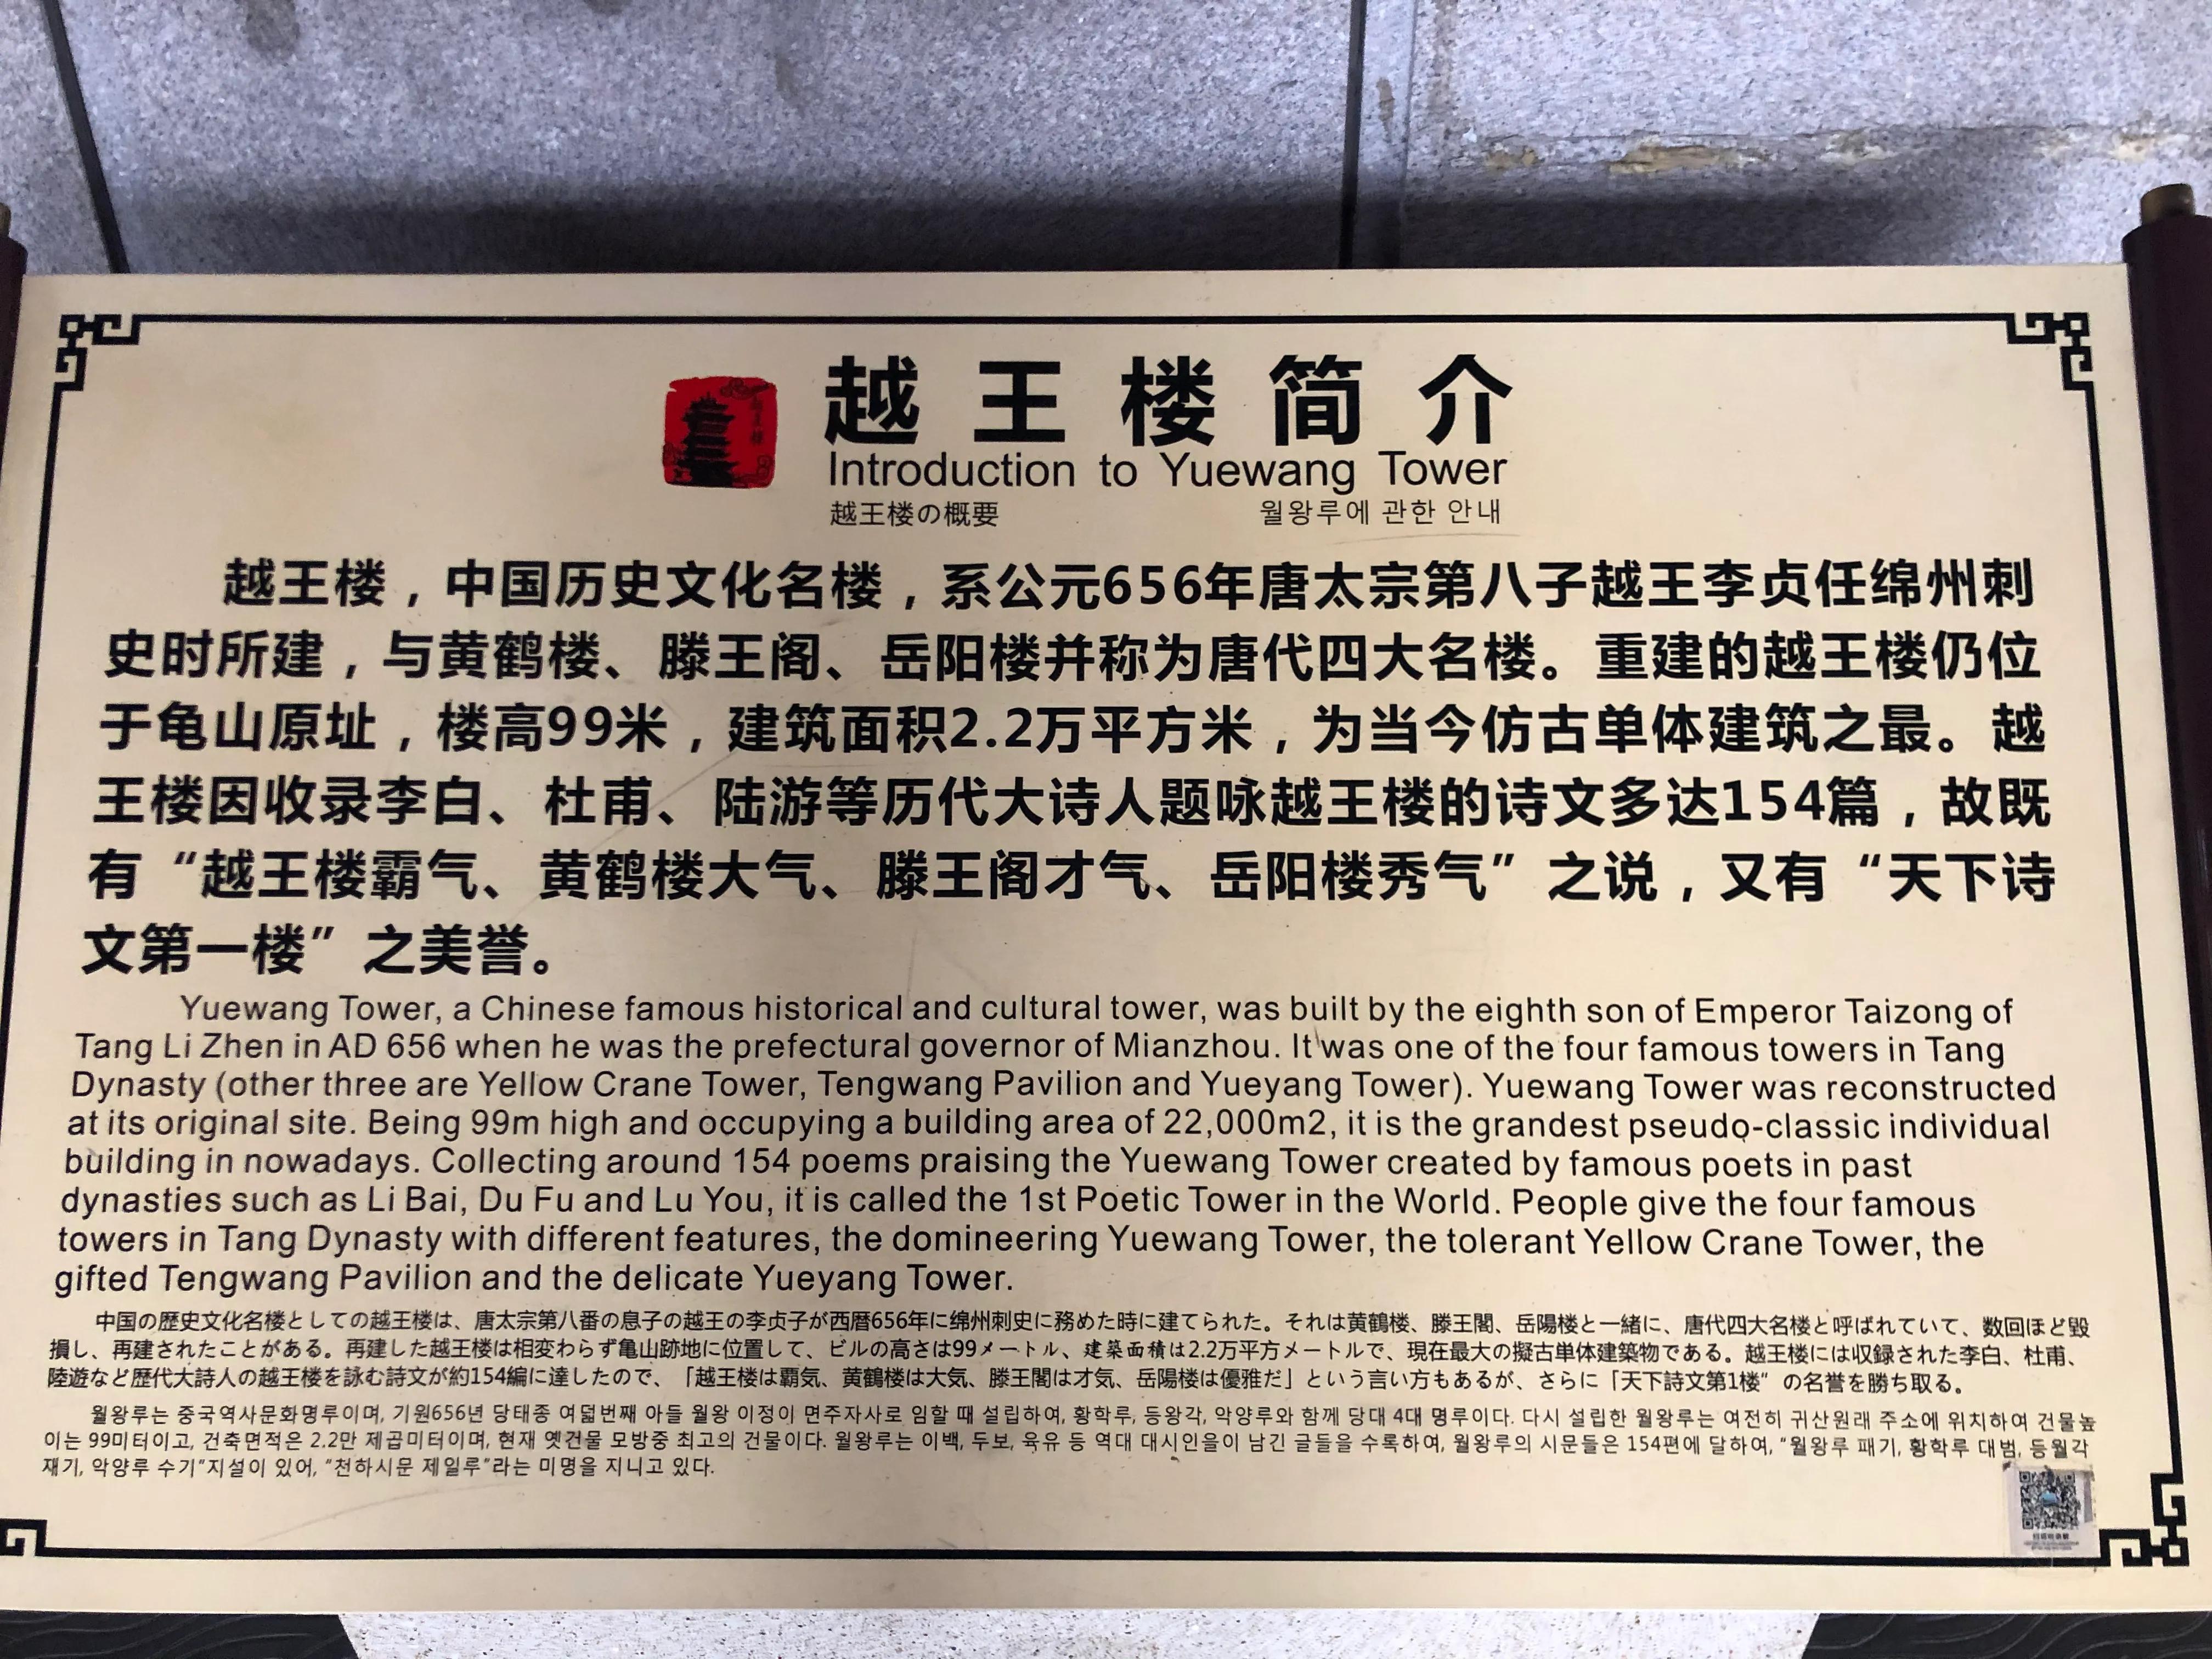 越王楼简介
Introduction to Yuewang Tower
越王楼の概要 월왕루에 관한 안내
越王楼，中国历史文化名楼，系公元656年唐太宗第八子越王李贞任绵州刺
史时所建，与黄鹤楼、滕王阁、岳阳楼并称为唐代四大名楼。重建的越王楼仍位
于龟山原址，楼高99米，建筑面积2.2万平方米，为当今仿古单体建筑之最。越
王楼因收录李白、杜甫、陆游等历代大诗人题咏越王楼的诗文多达154篇，故既
有“越王楼霸气、黄鹤楼大气、滕王阁才气、岳阳楼秀气”之说，又有“天下诗
文第一楼”之美誉。
Yuewang Tower, a Chinese famous historical and cultural tower, was built by the eighth son of Emperor Taizong of
Tang Li Zhen in AD 656 when he was the prefectural governor of Mianzhou. It was one of the four famous towers in Tang
Dynasty (other three are Yellow Crane Tower, Tengwang Pavilion and Yueyang Tower). Yuewang Tower was reconstructed
at its original site. Being 99m high and occupying a building area of 22,000m2, it is the grandest pseudo-classic individual
building in nowadays. Collecting around 154 poems praising the Yuewang Tower created by famous poets in past
dynasties such as Li Bai, Du Fu and Lu You, it is called the 1st Poetic Tower in the World. People give the four famous
towers in Tang Dynasty with different features, the domineering Yuewang Tower, the tolerant Yellow Crane Tower, the
gifted Tengwang Pavilion and the delicate Yueyang Tower.
中国の歴史文化名楼としての越王楼は、唐太宗第八番の息子の越王の李贞子が西暦656年に绵州刺史に務めた時に建てられた。それは黄鶴楼、滕王閣、岳陽楼と一緒に、唐代四大名楼と呼ばれていて、数回ほど毀
損し、再建されたことがある。再建した越王楼は相変わらず亀山跡地に位置して、ビルの高さは99メートル、建築面積は2.2万平方メートルで、現在最大の擬古単体建築物である。越王楼には収録された李白、杜甫、
陸遊など歴代大詩人の越王楼を詠む詩文が約154編に達したので、「越王楼は覇気、黄鶴楼は大気、滕王閣は才気、岳陽楼は優雅だ」という言い方もあるが、さらに「天下詩文第1楼”の名誉を勝ち取る。
월왕루는 중국역사문화명루이며, 기원656년 당태종 여덟번째 아들 월왕 이정이 면주자사로 임할 때 설립하여, 황학루, 등왕각, 악양루와 함께 당대 4대 명루이다. 다시 설립한 월왕루는 여전히 귀산원래 주소에 위치하여 건물높
이는 99미터이고, 건축면적은 2.2만 제곱미터이며, 현재 옛건물 모방중 최고의 건물이다. 월왕루는 이백, 두보, 육유 등 역대 대시인을이 남긴 글들을 수록하여, 월왕루의 시문들은 154편에 달하여, “월왕루 패기, 황학루 대범, 등월각
재기, 악양루 수기”지설이 있어, “천하시문 제일루”라는 미명을 지니고 있다.